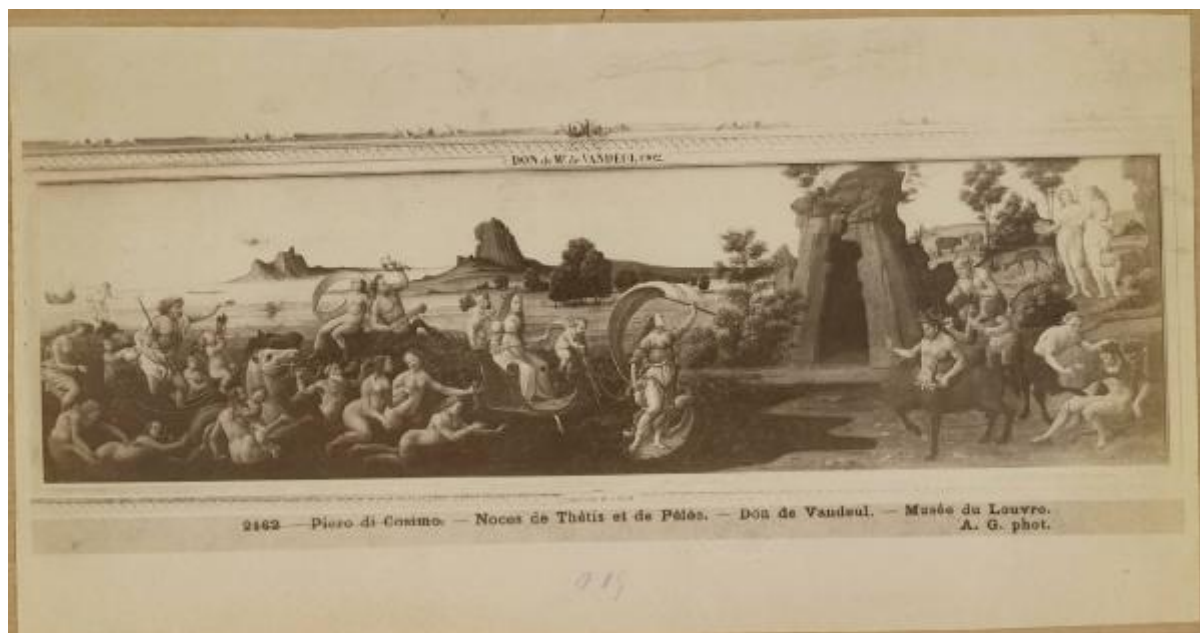 DON de Mr de VANDEUL, 1902
2162 — Piero di Cosimo. — Noces de Thétis et de Pélée. — Don de Vandeul. — Musée du Louvre.
A. G. phot.